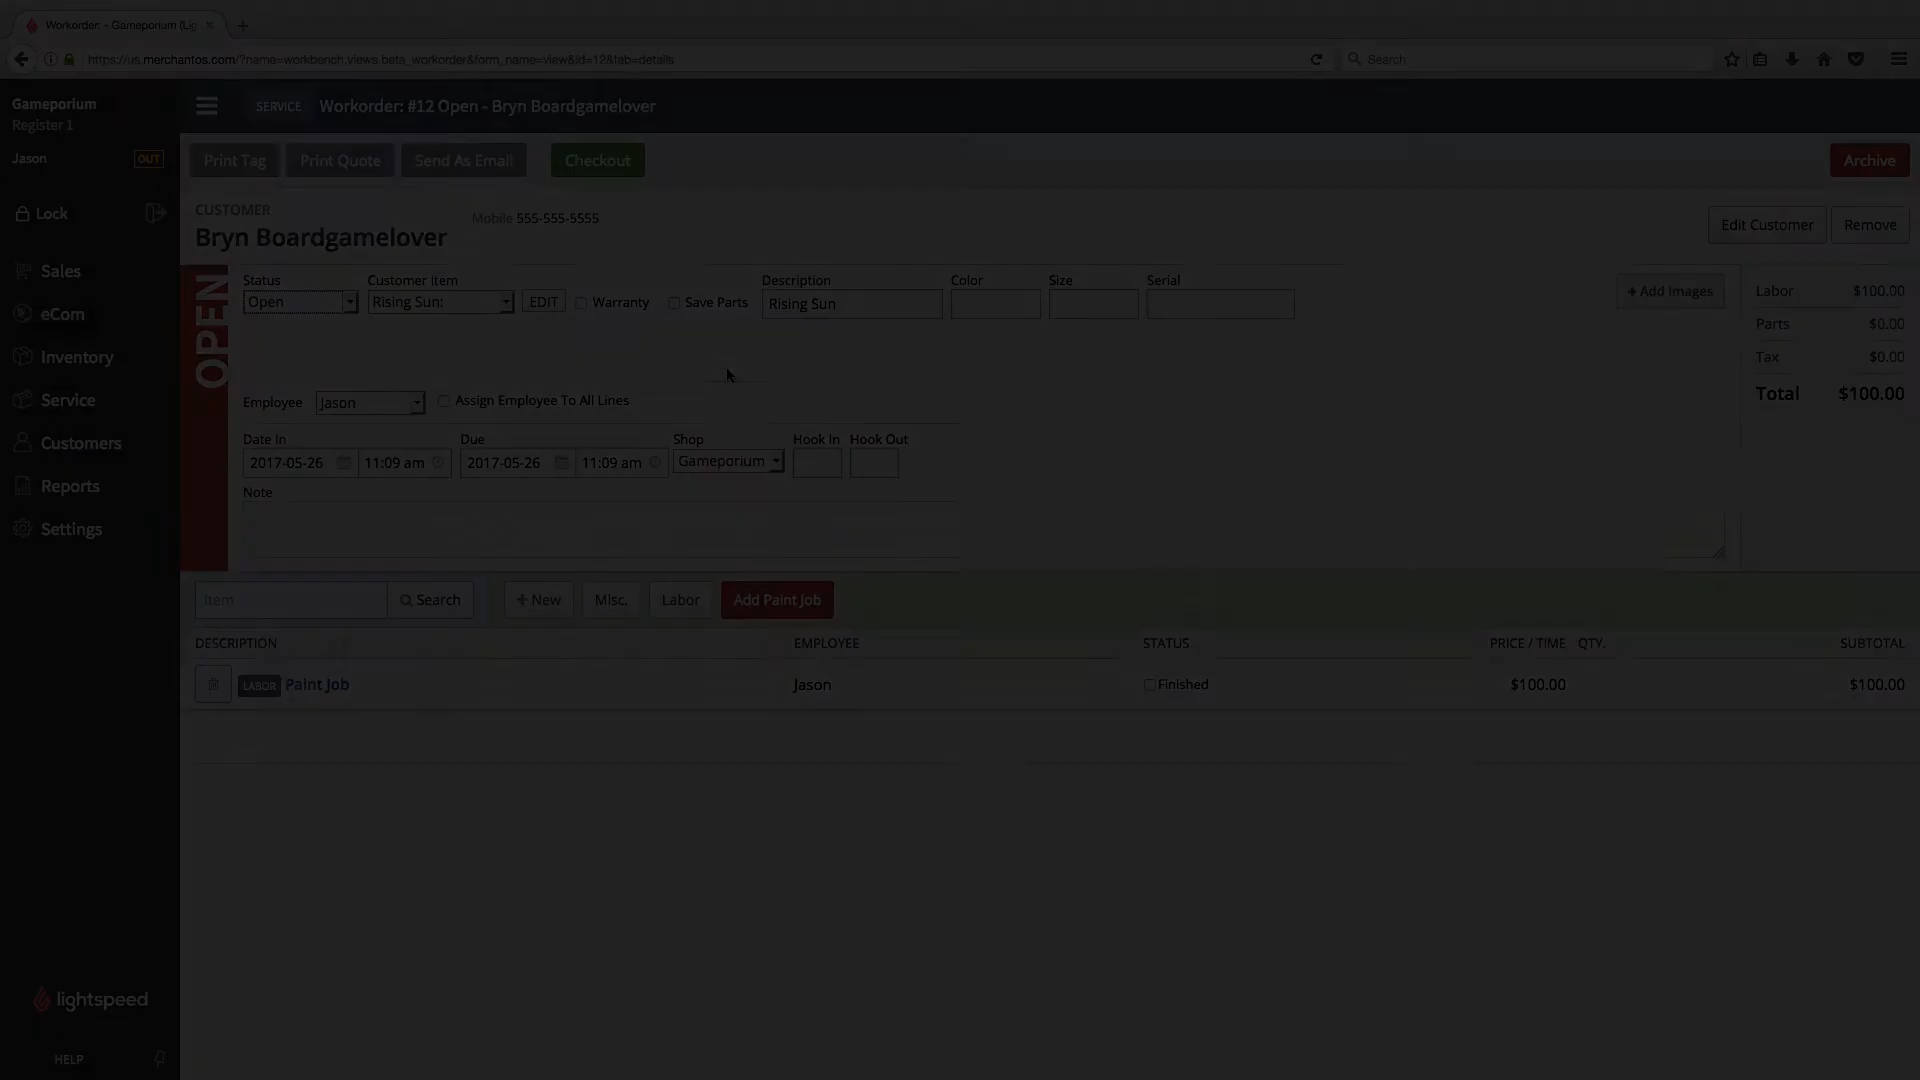 Workorder: - Gameporium (Lig
https://us.merchantos.com/?name=workbench.views.beta_workorder&form_name=view&id=12&tab=details
Search
Gameporium
Register 1
Jason OUT
Lock
Sales
eCom
Inventory
Service
Customers
Reports
Settings
lightspeed
HELP
SERVICE Workorder: #12 Open - Bryn Boardgamelover
Print Tag Print Quote Send As Email Checkout Archive
CUSTOMER
Bryn Boardgamelover
Mobile 555-555-5555
Edit Customer Remove
OPEN
Status Customer Item Description Color Size Serial
Open Rising Sun: EDIT Warranty Save Parts Rising Sun
+ Add Images
Labor $100.00
Parts $0.00
Tax $0.00
Total $100.00
Employee Jason Assign Employee To All Lines
Date In Due Shop Hook In Hook Out
2017-05-26 11:09 am 2017-05-26 11:09 am Gameporium
Note
Item Search + New Misc. Labor Add Paint Job
DESCRIPTION EMPLOYEE STATUS PRICE / TIME QTY. SUBTOTAL
LABOR Paint Job Jason Finished $100.00 $100.00